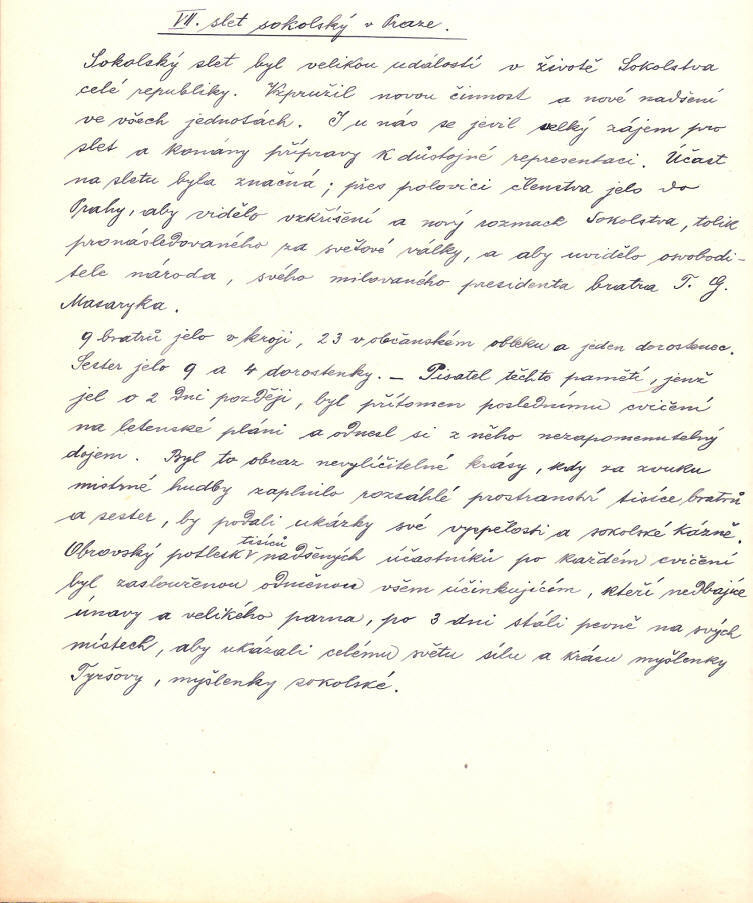 VII. slet sokolský v Praze.
Sokolský slet byl velikou událostí v životě Sokolstva
celé republiky. Vzpružil novou činnost a nové nadšení
ve všech jednotách. I u nás se jevil velký zájem pro
slet a konány přípravy k důstojné representaci. Účast
na sletu byla značná; přes polovici členstva jelo do
Prahy, aby vidělo vzkříšení a nový rozmach Sokolstva, tolik
pronásledovaného za světové války, a aby uvidělo osvobodi-
tele národa, svého milovaného presidenta bratra T. G.
Masaryka.
9 bratrů jelo v kroji, 23 v občanském obleku a jeden dorostenec.
Sester jelo 9 a 4 dorostenky. – Pisatel těchto pamětí, jenž
jel o 2 dni později, byl přítomen poslednímu cvičení
na letenské pláni a odnesl si z něho nezapomenutelný
dojem. Byl to obraz nevylíčitelné krásy, kdy za zvuku
mistrné hudby zaplnilo rozsáhlé prostranství tisíce bratrů
a sester, by podali ukázky své vyspělosti a sokolské kázně.
Obrovský potlesk tisíců nadšených účastníků po každém cvičení
byl zaslouženou odměnou všem účinkujícím, kteří nedbajíce
únavy a velikého parna, po 3 dni stáli pevně na svých
místech, aby ukázali celému světu sílu a krásu myšlenky
Tyršovy, myšlenky sokolské.